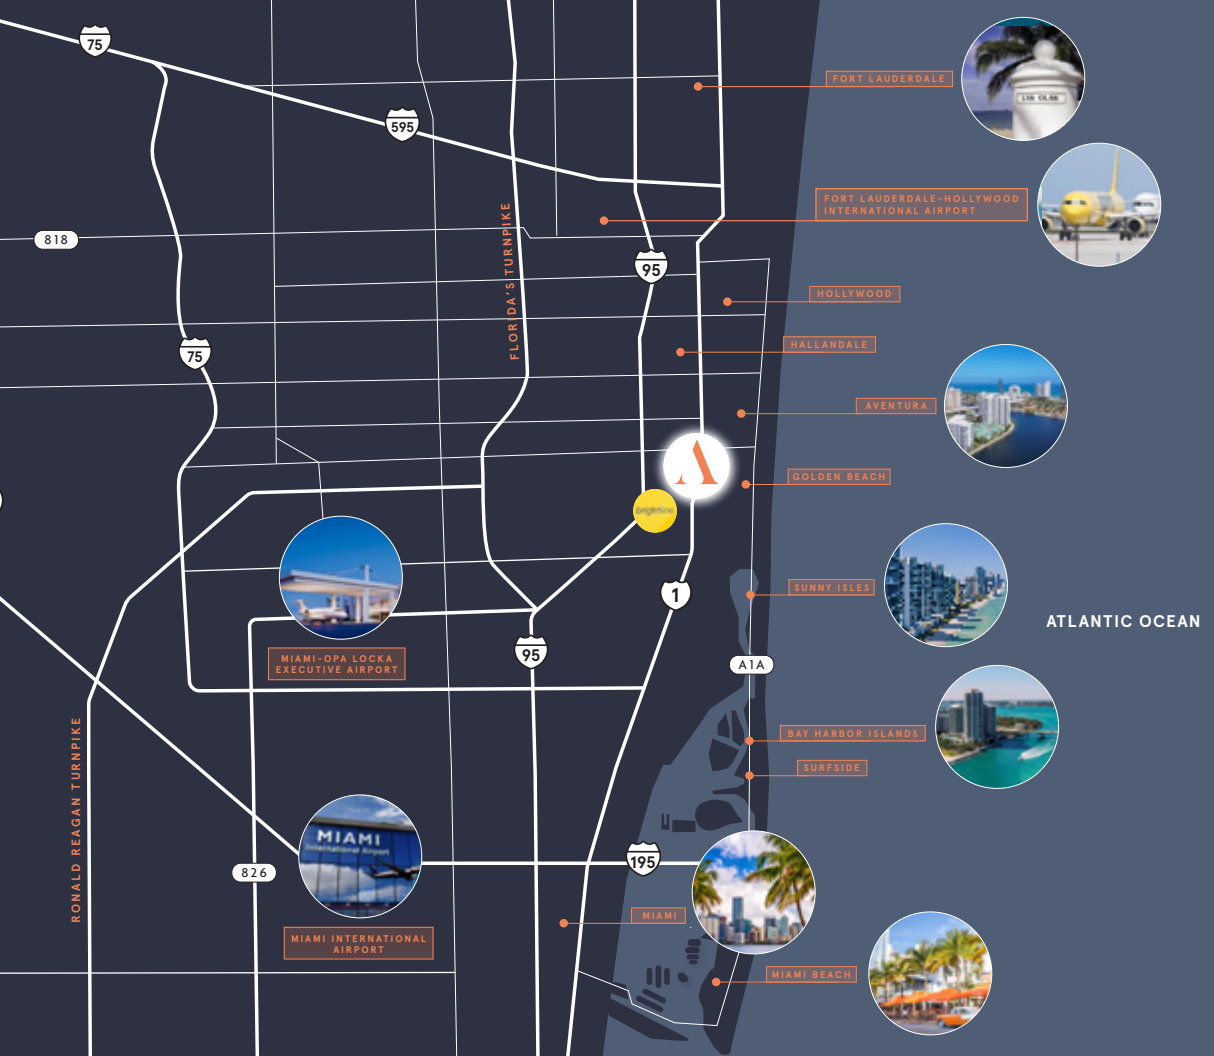 75
FORT LAUDERDALE
LAS OLAS
595
FORT LAUDERDALE-HOLLYWOOD
INTERNATIONAL AIRPORT
818
FLORIDA'S TURNPIKE
95
HOLLYWOOD
75
HALLANDALE
AVENTURA
GOLDEN BEACH
brightline
SUNNY ISLES
1
ATLANTIC OCEAN
95
MIAMI-OPA LOCKA
EXECUTIVE AIRPORT
A1A
BAY HARBOR ISLANDS
SURFSIDE
RONALD REAGAN TURNPIKE
MIAMI
International Airport
195
826
MIAMI
MIAMI INTERNATIONAL
AIRPORT
MIAMI BEACH